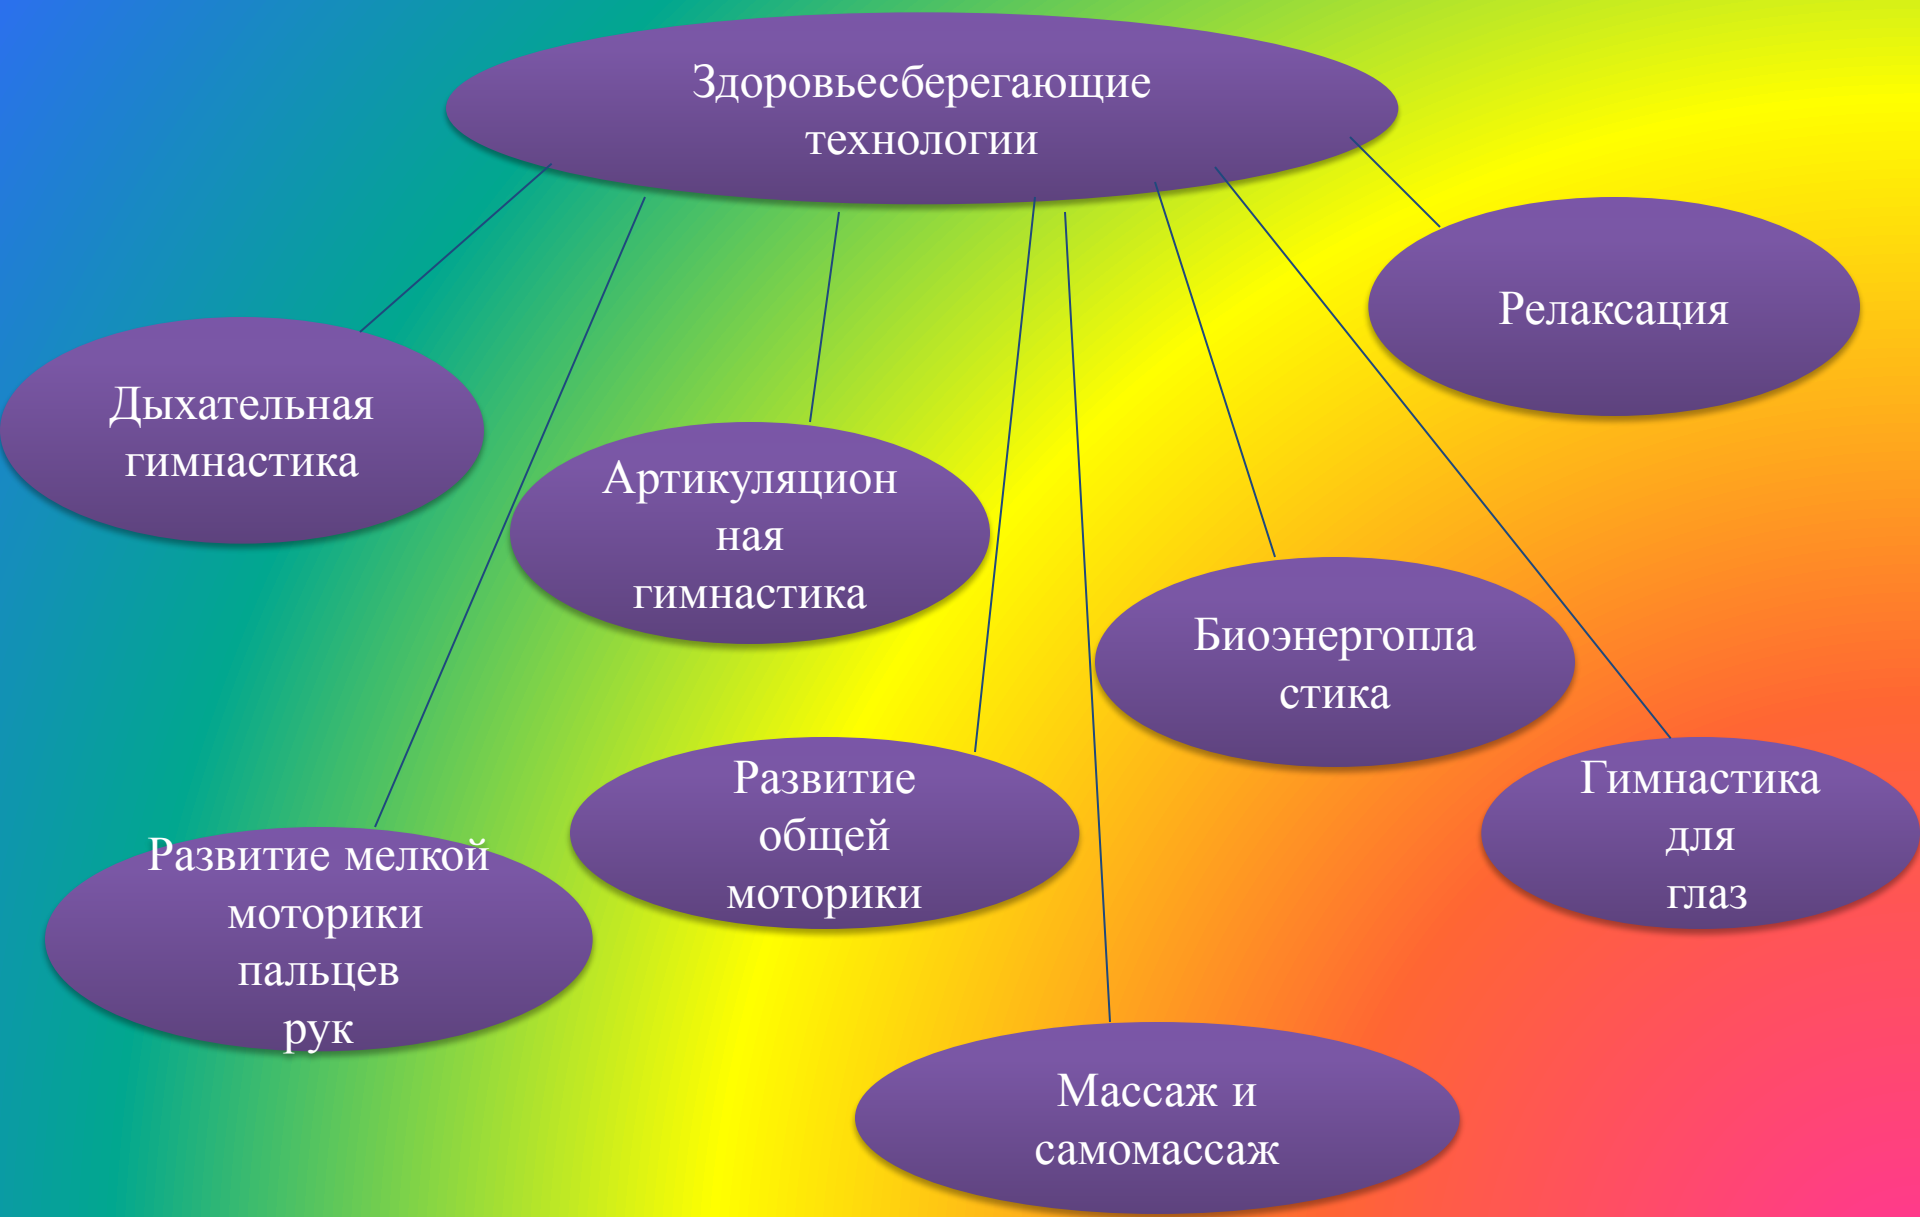 Здоровьесберегающие
технологии
Релаксация
Дыхательная
гимнастика
Артикуляцион
ная
гимнастика
Биоэнергопла
стика
Развитие
общей
моторики
Гимнастика
для
глаз
Развитие мелкой
моторики
пальцев
рук
Массаж и
самомассаж